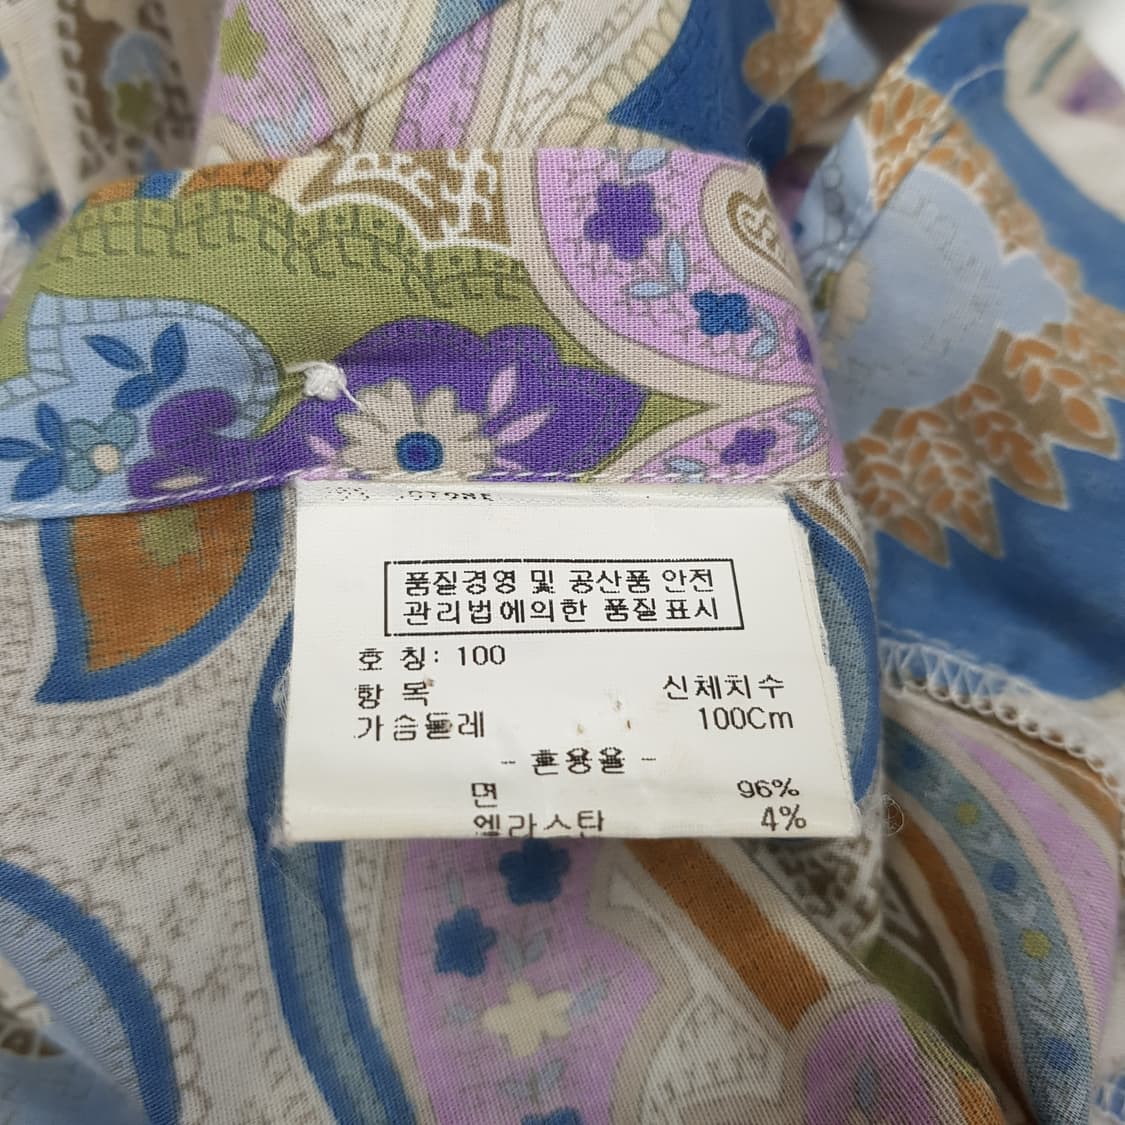 품질경영 및 공산품 안전
관리법에의한 품질표시
호 칭: 100
항 목 신체치수
가슴둘레 100Cm
- 혼용율 -
면 96%
엘라스탄 4%